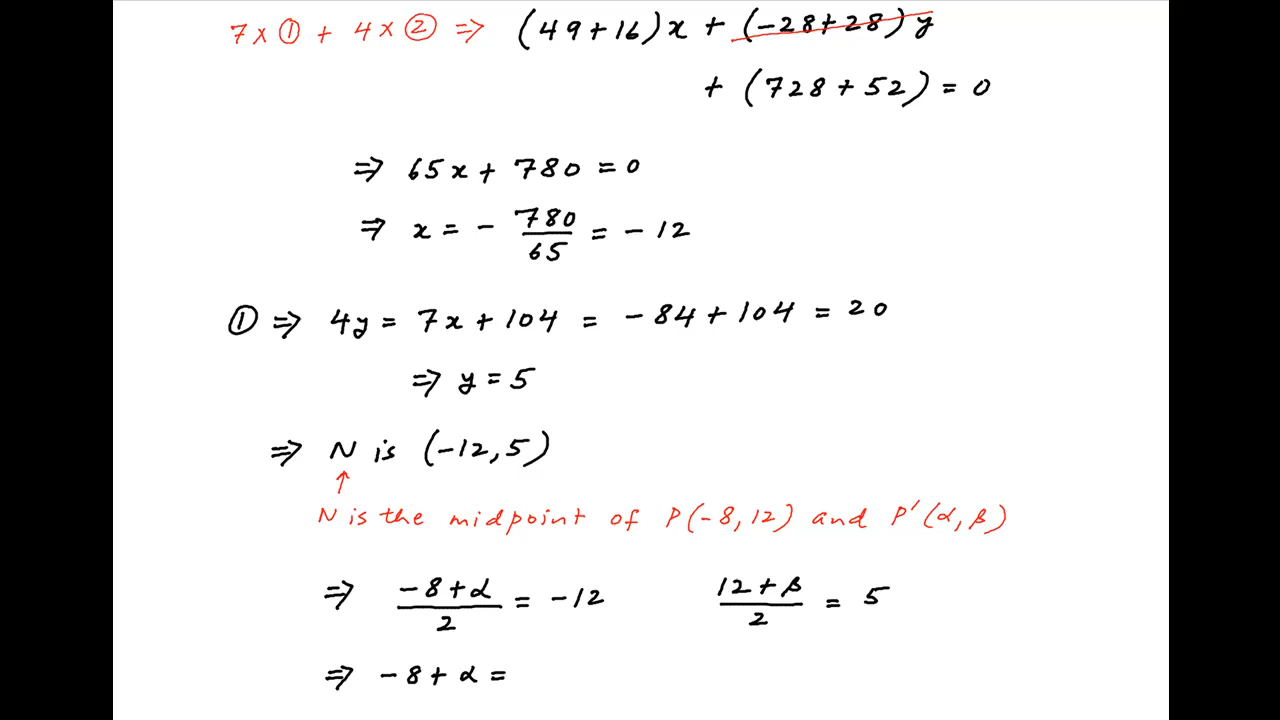 7 × ① + 4 × ② ⇒ (49+16)x + (-28+28)y
+ (728+52) = 0
⇒ 65x + 780 = 0
⇒ x = - 780/65 = -12
① ⇒ 4y = 7x + 104 = -84 + 104 = 20
⇒ y = 5
⇒ N is (-12, 5)
↑
N is the midpoint of P(-8, 12) and P'(α, β)
⇒ (-8+α)/2 = -12 (12+β)/2 = 5
⇒ -8 + α =